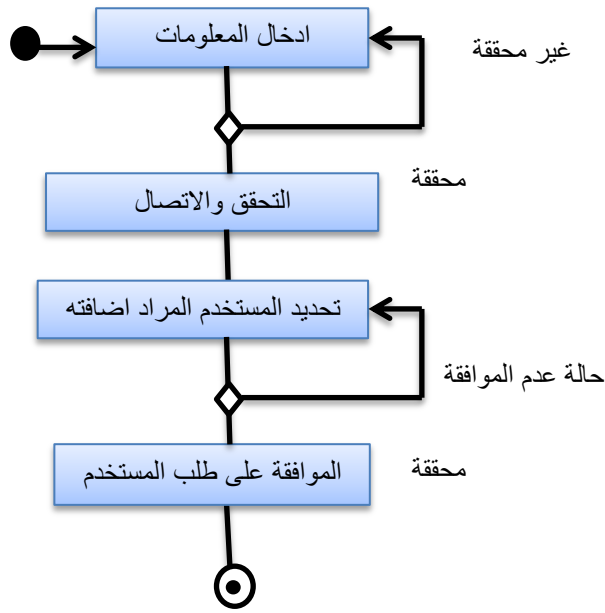 ادخال المعلومات
غير محققة
محققة
التحقق والاتصال
تحديد المستخدم المراد اضافته
حالة عدم الموافقة
محققة
الموافقة على طلب المستخدم